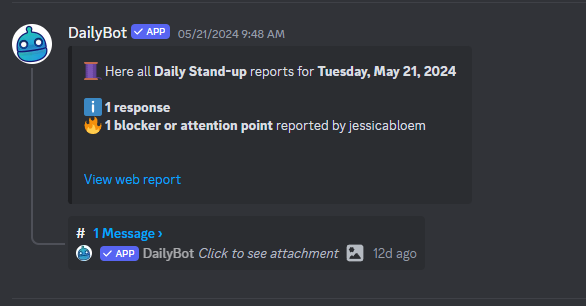 DailyBot ✓ APP 05/21/2024 9:48 AM
Here all Daily Stand-up reports for Tuesday, May 21, 2024
1 response
1 blocker or attention point reported by jessicabloem
View web report
# 1 Message ›
✓ APP DailyBot Click to see attachment 12d ago